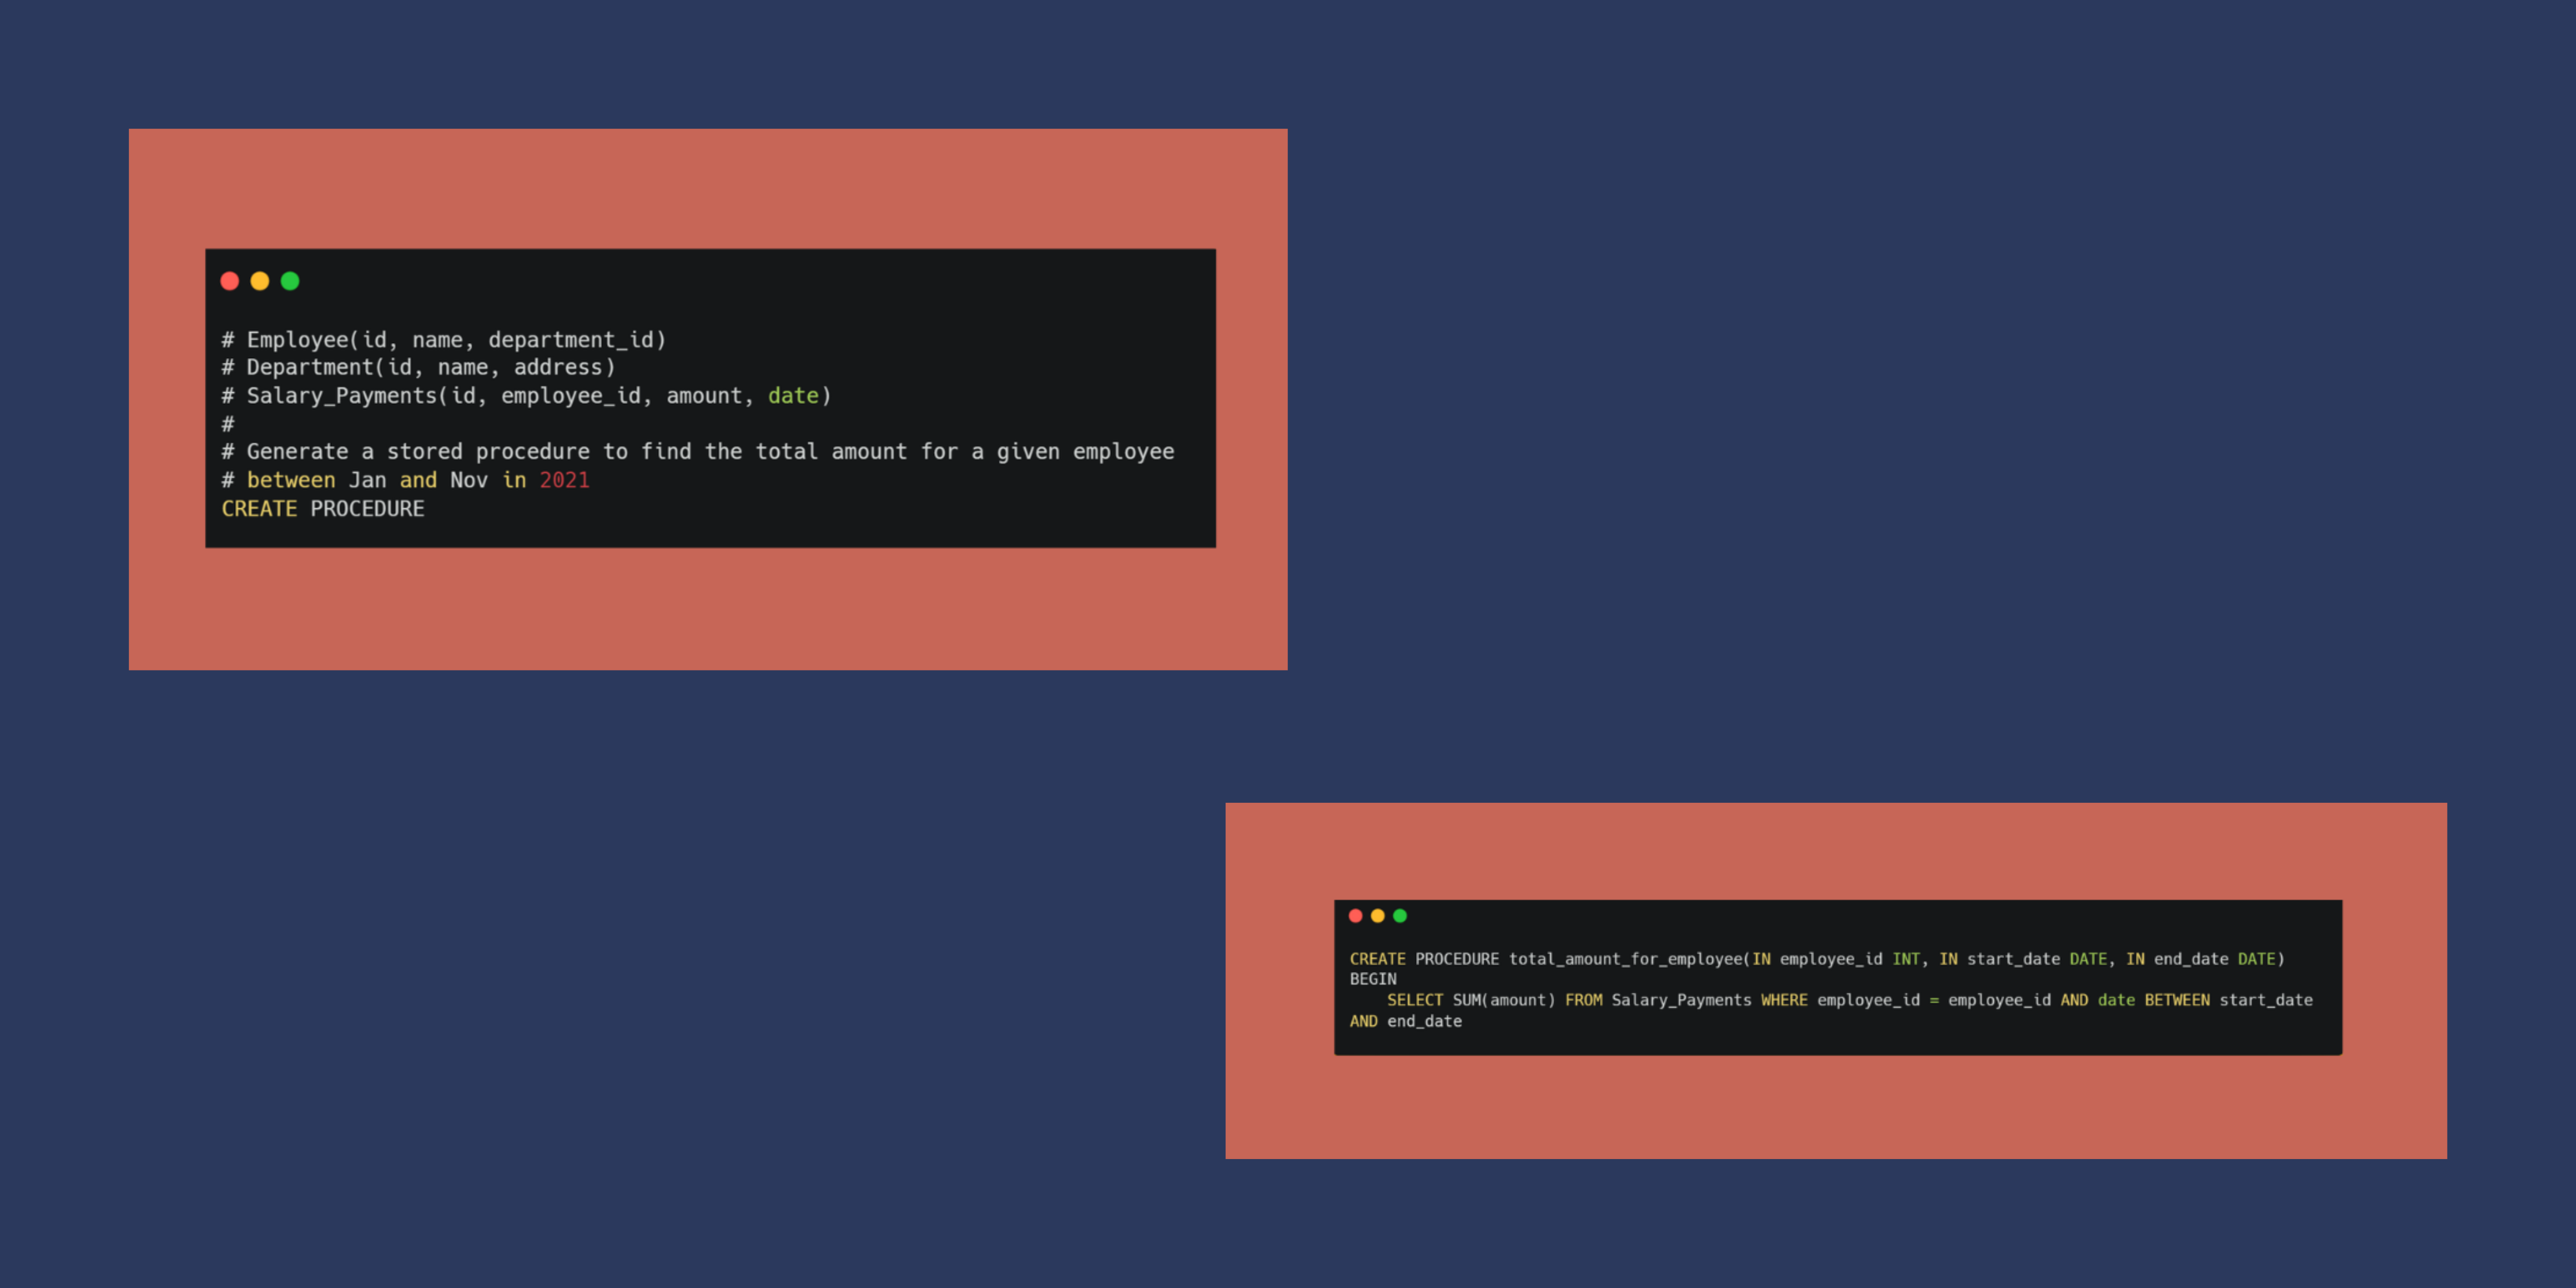 # Employee(id, name, department_id)
# Department(id, name, address)
# Salary_Payments(id, employee_id, amount, date)
#
# Generate a stored procedure to find the total amount for a given employee
# between Jan and Nov in 2021
CREATE PROCEDURE
CREATE PROCEDURE total_amount_for_employee(IN employee_id INT, IN start_date DATE, IN end_date DATE)
BEGIN
    SELECT SUM(amount) FROM Salary_Payments WHERE employee_id = employee_id AND date BETWEEN start_date
AND end_date